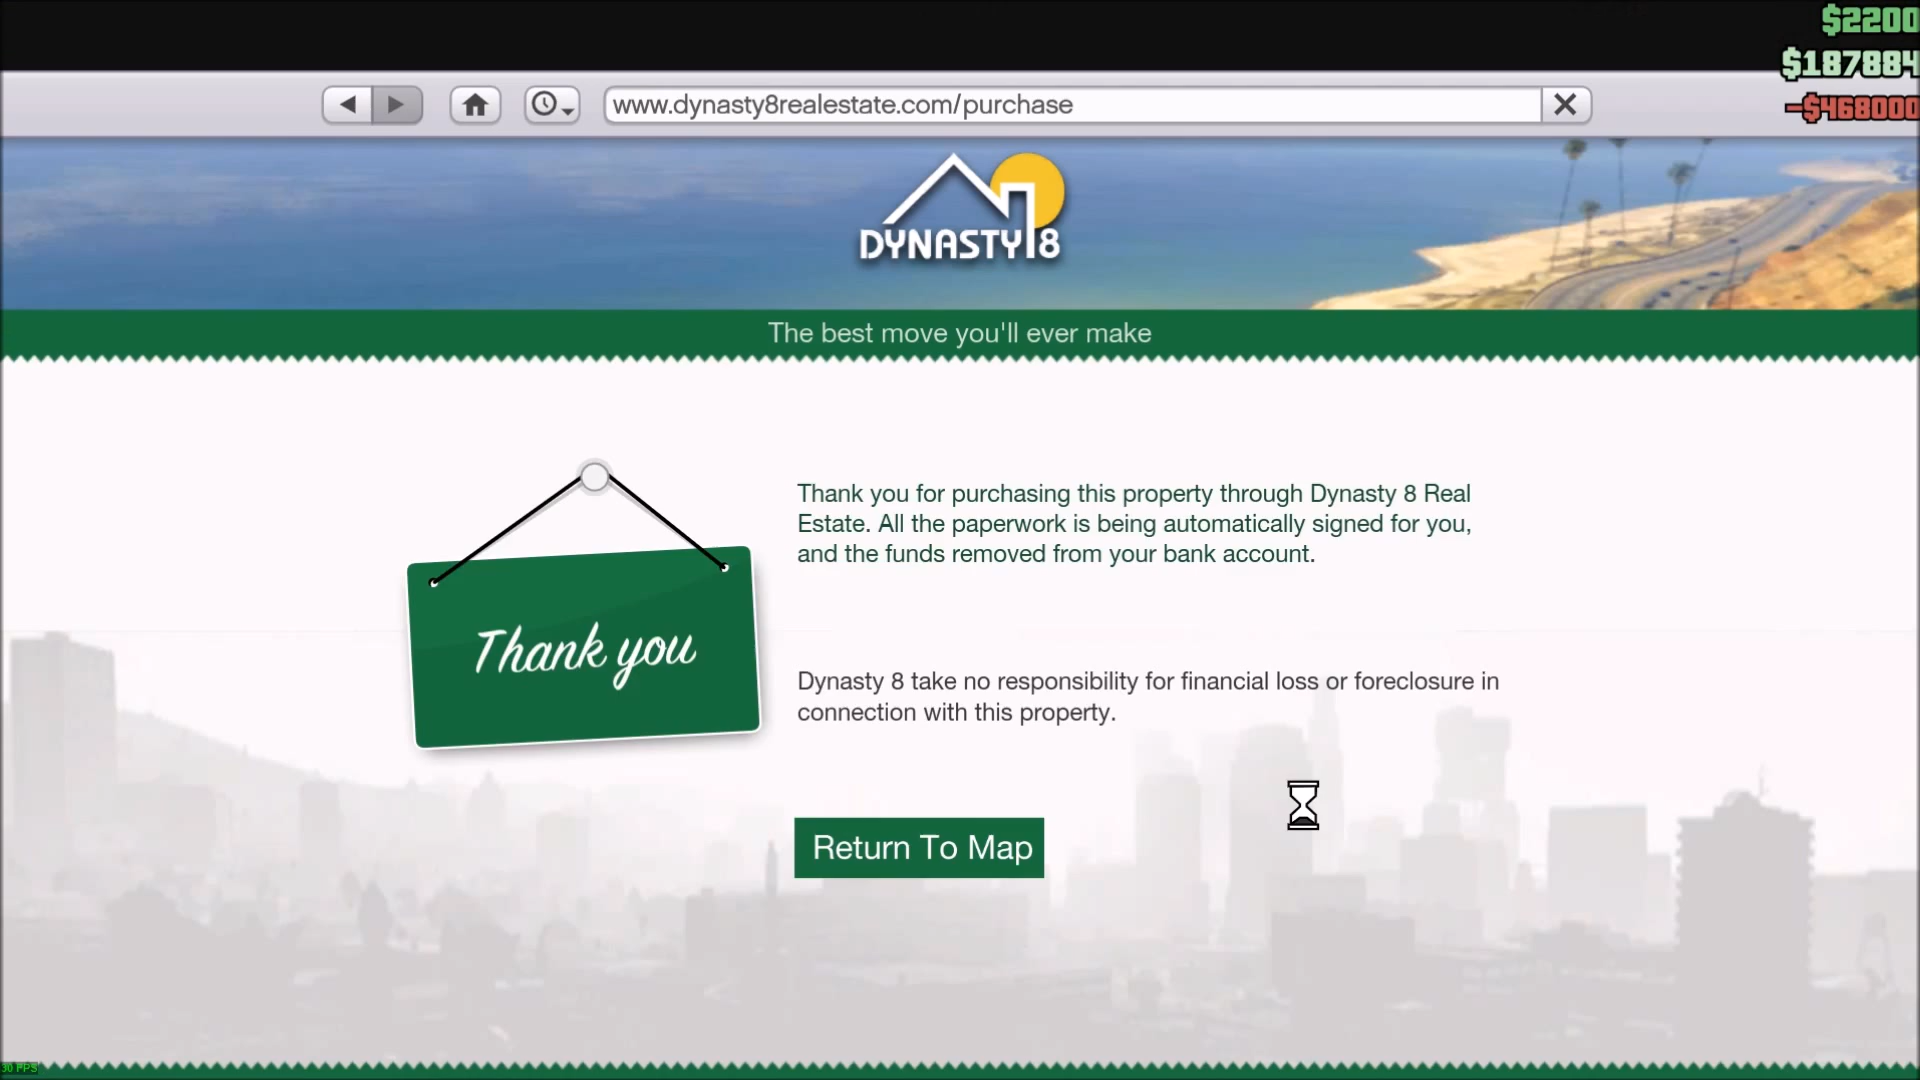 $2200
$187884
-$468000
www.dynasty8realestate.com/purchase
DYNASTY 8
The best move you'll ever make
Thank you
Thank you for purchasing this property through Dynasty 8 Real
Estate. All the paperwork is being automatically signed for you,
and the funds removed from your bank account.
Dynasty 8 take no responsibility for financial loss or foreclosure in
connection with this property.
Return To Map
30 FPS